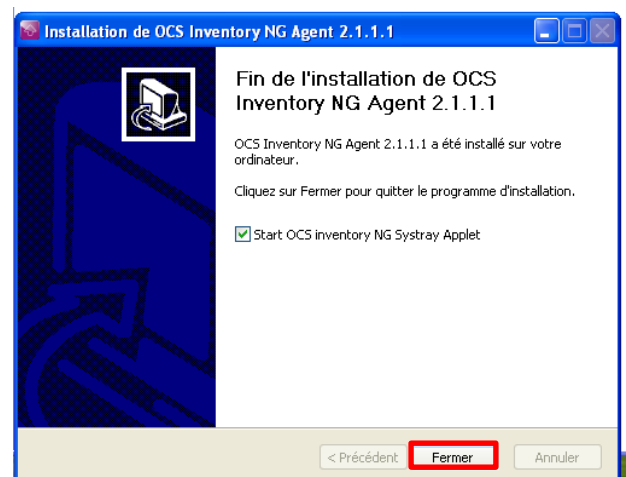 Installation de OCS Inventory NG Agent 2.1.1.1
Fin de l'installation de OCS
Inventory NG Agent 2.1.1.1
OCS Inventory NG Agent 2.1.1.1 a été installé sur votre
ordinateur.
Cliquez sur Fermer pour quitter le programme d'installation.
Start OCS inventory NG Systray Applet
< Précédent
Fermer
Annuler